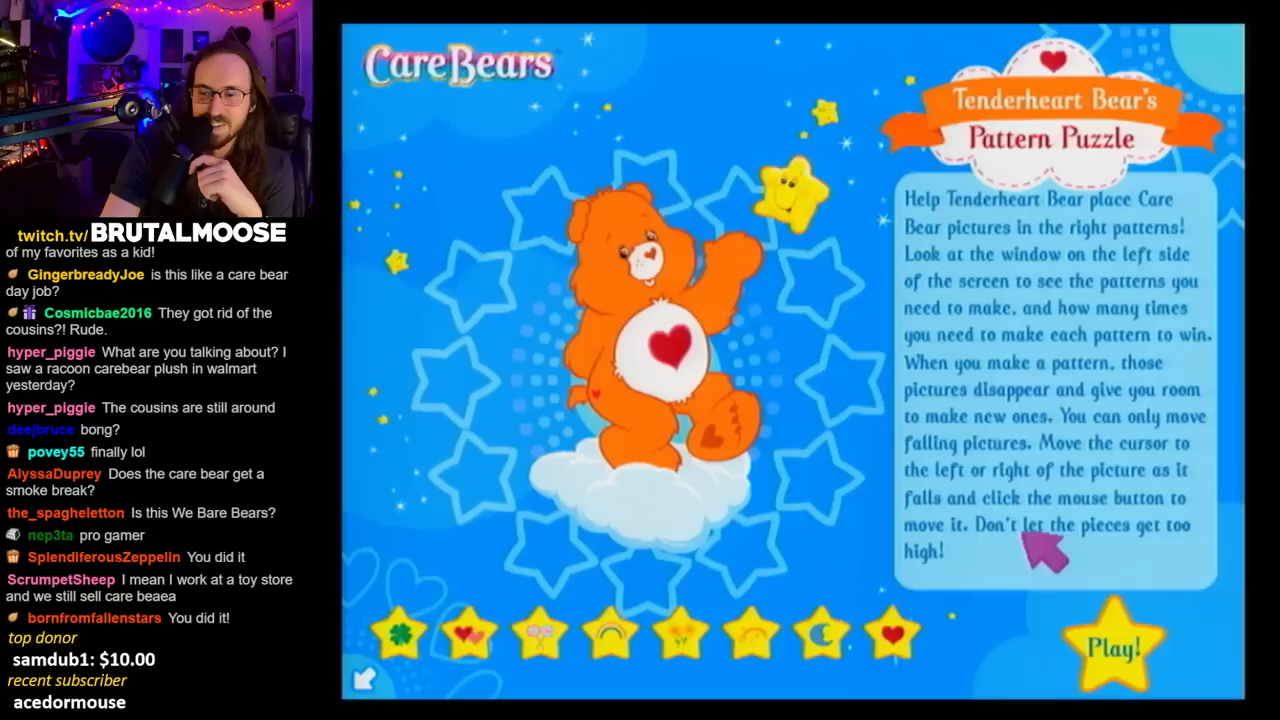 twitch.tv/BRUTALMOOSE
of my favorites as a kid!
GingerbreadyJoe is this like a care bear
day job?
Cosmicbae2016 They got rid of the
cousins?! Rude.
hyper_piggie What are you talking about? I
saw a racoon carebear plush in walmart
yesterday?
hyper_piggie The cousins are still around
deejbruce bong?
povey55 finally lol
AlyssaDuprey Does the care bear get a
smoke break?
the_spagheletton Is this We Bare Bears?
nep3ta pro gamer
SplendiferousZeppelin You did it
ScrumpetSheep I mean I work at a toy store
and we still sell care beaea
bornfromfallenstars You did it!
top donor
samdub1: $10.00
recent subscriber
acedormouse
Care Bears
Tenderheart Bear's
Pattern Puzzle
Help Tenderheart Bear place Care
Bear pictures in the right patterns!
Look at the window on the left side
of the screen to see the patterns you
need to make, and how many times
you need to make each pattern to win.
When you make a pattern, those
pictures disappear and give you room
to make new ones. You can only move
falling pictures. Move the cursor to
the left or right of the picture as it
falls and click the mouse button to
move it. Don't let the pieces get too
high!
Play!